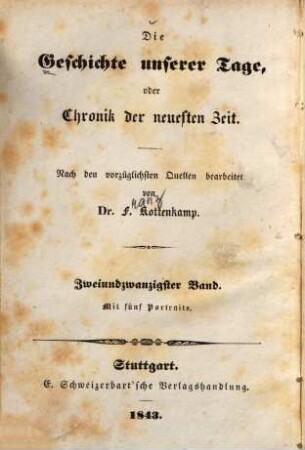 Die
Geschichte unserer Tage,
oder
Chronik der neuesten Zeit.
Nach den vorzüglichsten Quellen bearbeitet
von
Dr. F. Kottenkamp.
Zweiundzwanzigster Band.
Mit fünf Portraits.
Stuttgart.
E. Schweizerbart'sche Verlagshandlung.
1843.